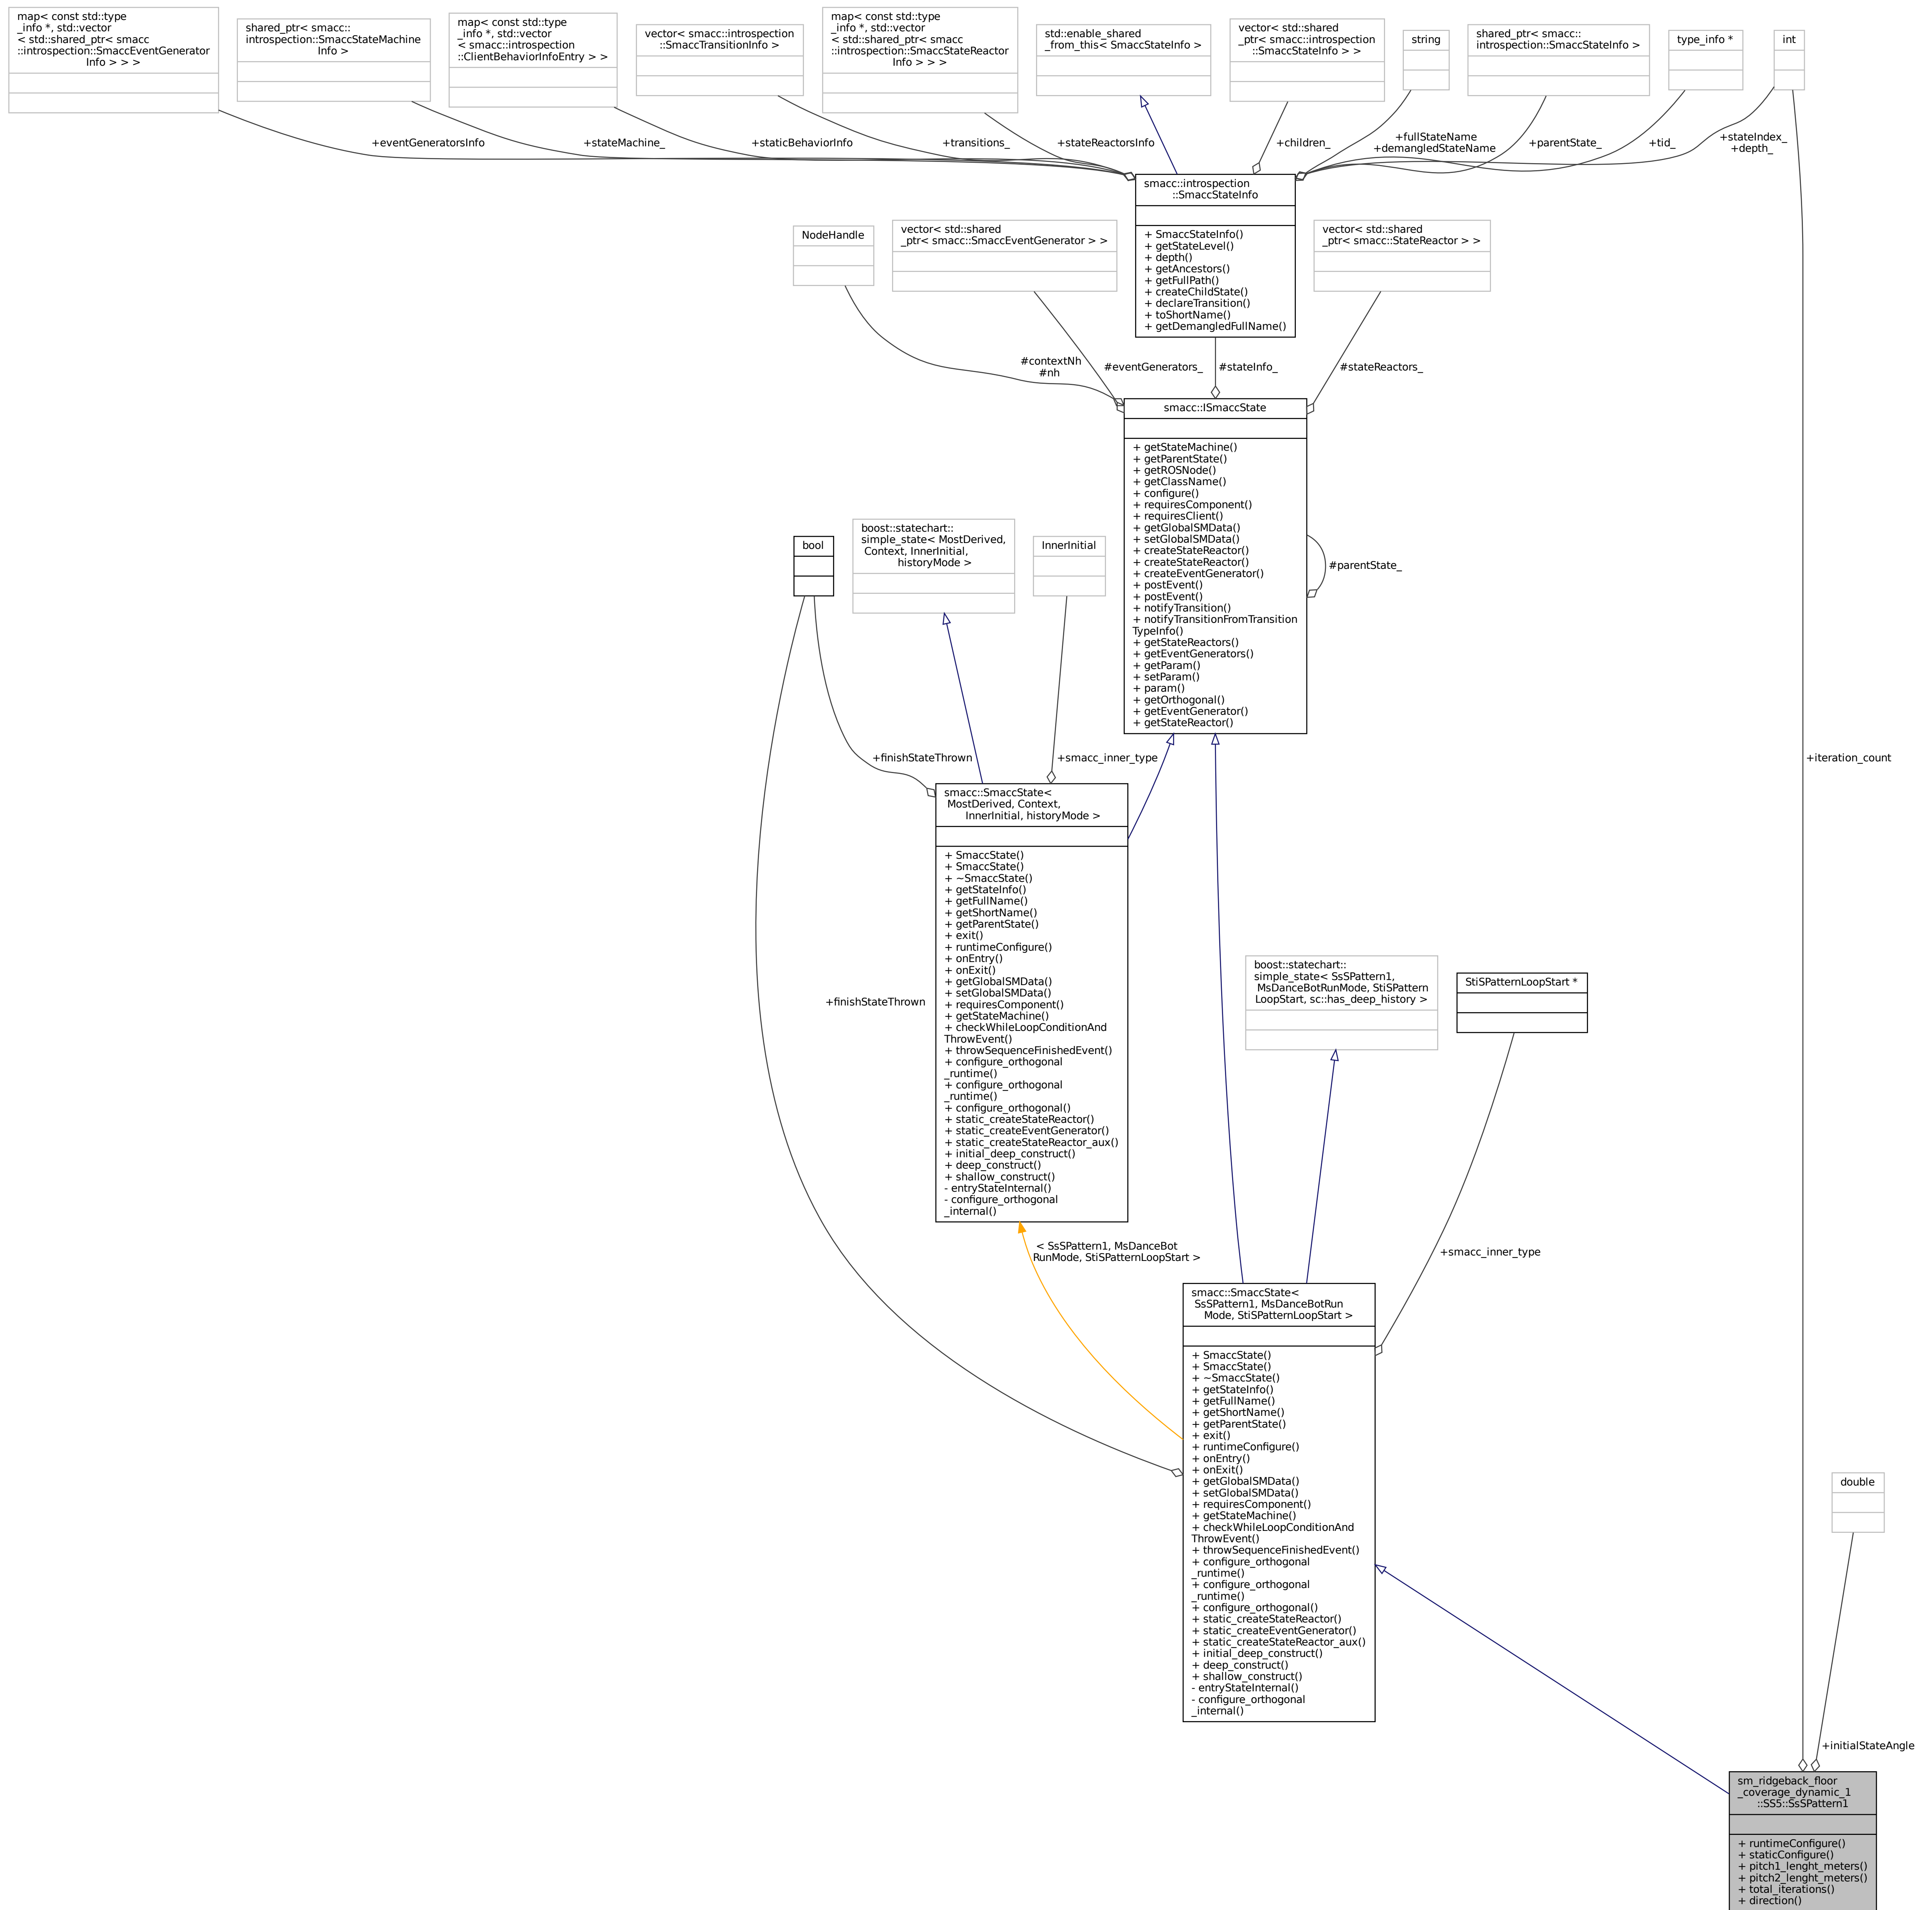 map< const std::type
_info *, std::vector
< std::shared_ptr< smacc
::introspection::SmaccEventGenerator
Info > > >
shared_ptr< smacc::
introspection::SmaccStateMachine
Info >
map< const std::type
_info *, std::vector
< smacc::introspection
::ClientBehaviorInfoEntry > >
vector< smacc::introspection
::SmaccTransitionInfo >
map< const std::type
_info *, std::vector
< std::shared_ptr< smacc
::introspection::SmaccStateReactor
Info > > >
std::enable_shared
_from_this< SmaccStateInfo >
vector< std::shared
_ptr< smacc::introspection
::SmaccStateInfo > >
string
shared_ptr< smacc::
introspection::SmaccStateInfo >
type_info *
int
+eventGeneratorsInfo
+stateMachine_
+staticBehaviorInfo
+transitions_
+stateReactorsInfo
+children_
+fullStateName
+demangledStateName
+parentState_
+tid_
+stateIndex_
+depth_
smacc::introspection
::SmaccStateInfo
+ SmaccStateInfo()
+ getStateLevel()
+ depth()
+ getAncestors()
+ getFullPath()
+ createChildState()
+ declareTransition()
+ toShortName()
+ getDemangledFullName()
NodeHandle
vector< std::shared
_ptr< smacc::SmaccEventGenerator > >
vector< std::shared
_ptr< smacc::StateReactor > >
#contextNh
#nh
#eventGenerators_
#stateInfo_
#stateReactors_
smacc::ISmaccState
+ getStateMachine()
+ getParentState()
+ getROSNode()
+ getClassName()
+ configure()
+ requiresComponent()
+ requiresClient()
+ getGlobalSMData()
+ setGlobalSMData()
+ createStateReactor()
+ createStateReactor()
+ createEventGenerator()
+ postEvent()
+ postEvent()
+ notifyTransition()
+ notifyTransitionFromTransition
TypeInfo()
+ getStateReactors()
+ getEventGenerators()
+ getParam()
+ setParam()
+ param()
+ getOrthogonal()
+ getEventGenerator()
+ getStateReactor()
#parentState_
bool
boost::statechart::
simple_state< MostDerived,
Context, InnerInitial,
historyMode >
InnerInitial
+finishStateThrown
+smacc_inner_type
+iteration_count
smacc::SmaccState<
MostDerived, Context,
InnerInitial, historyMode >
+ SmaccState()
+ SmaccState()
+ ~SmaccState()
+ getStateInfo()
+ getFullName()
+ getShortName()
+ getParentState()
+ exit()
+ runtimeConfigure()
+ onEntry()
+ onExit()
+ getGlobalSMData()
+ setGlobalSMData()
+ requiresComponent()
+ getStateMachine()
+ checkWhileLoopConditionAnd
ThrowEvent()
+ throwSequenceFinishedEvent()
+ configure_orthogonal
_runtime()
+ configure_orthogonal
_runtime()
+ configure_orthogonal()
+ static_createStateReactor()
+ static_createEventGenerator()
+ static_createStateReactor_aux()
+ initial_deep_construct()
+ deep_construct()
+ shallow_construct()
- entryStateInternal()
- configure_orthogonal
_internal()
+finishStateThrown
boost::statechart::
simple_state< SsSPattern1,
MsDanceBotRunMode, StiSPattern
LoopStart, sc::has_deep_history >
StiSPatternLoopStart *
< SsSPattern1, MsDanceBot
RunMode, StiSPatternLoopStart >
+smacc_inner_type
smacc::SmaccState<
SsSPattern1, MsDanceBotRun
Mode, StiSPatternLoopStart >
+ SmaccState()
+ SmaccState()
+ ~SmaccState()
+ getStateInfo()
+ getFullName()
+ getShortName()
+ getParentState()
+ exit()
+ runtimeConfigure()
+ onEntry()
+ onExit()
+ getGlobalSMData()
+ setGlobalSMData()
+ requiresComponent()
+ getStateMachine()
+ checkWhileLoopConditionAnd
ThrowEvent()
+ throwSequenceFinishedEvent()
+ configure_orthogonal
_runtime()
+ configure_orthogonal
_runtime()
+ configure_orthogonal()
+ static_createStateReactor()
+ static_createEventGenerator()
+ static_createStateReactor_aux()
+ initial_deep_construct()
+ deep_construct()
+ shallow_construct()
- entryStateInternal()
- configure_orthogonal
_internal()
double
+initialStateAngle
sm_ridgeback_floor
_coverage_dynamic_1
::SS5::SsSPattern1
+ runtimeConfigure()
+ staticConfigure()
+ pitch1_lenght_meters()
+ pitch2_lenght_meters()
+ total_iterations()
+ direction()